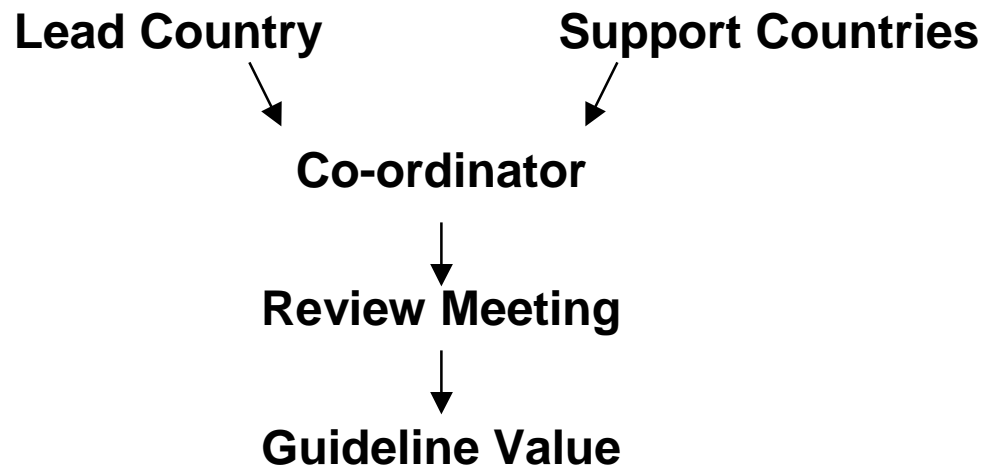 Lead Country
Support Countries
Co-ordinator
Review Meeting
Guideline Value